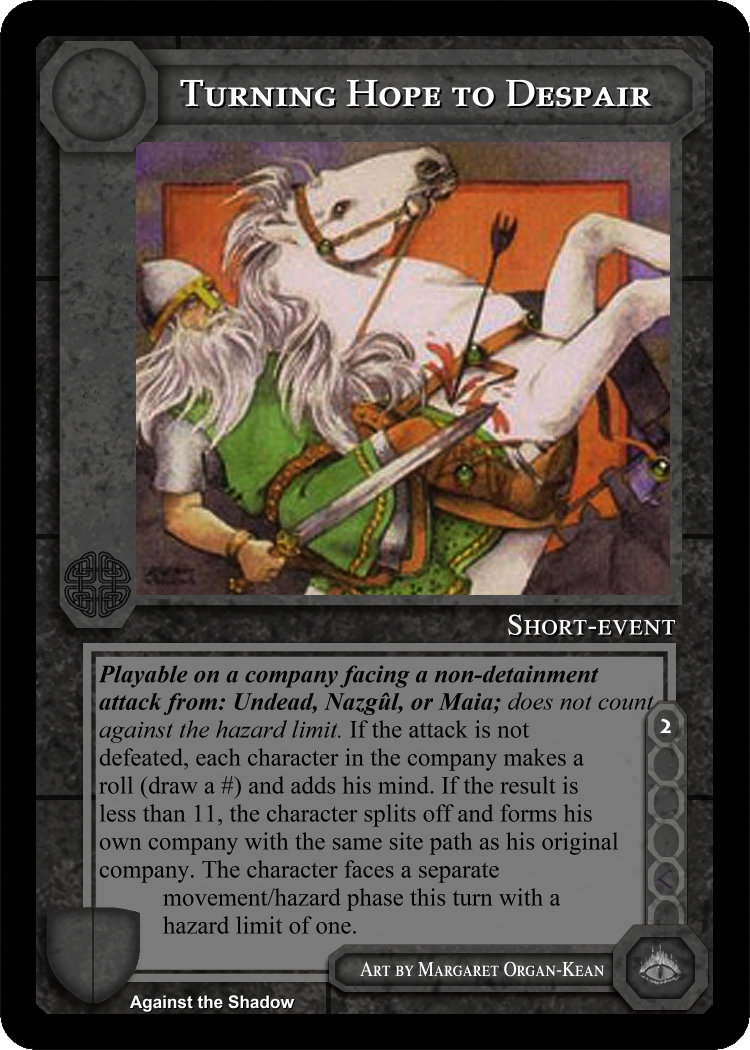 Turning Hope to Despair
Short-event
Playable on a company facing a non-detainment
attack from: Undead, Nazgûl, or Maia; does not count
against the hazard limit. If the attack is not
defeated, each character in the company makes a
roll (draw a #) and adds his mind. If the result is
less than 11, the character splits off and forms his
own company with the same site path as his original
company. The character faces a separate
movement/hazard phase this turn with a
hazard limit of one.
2
Art by Margaret Organ-Kean
Against the Shadow